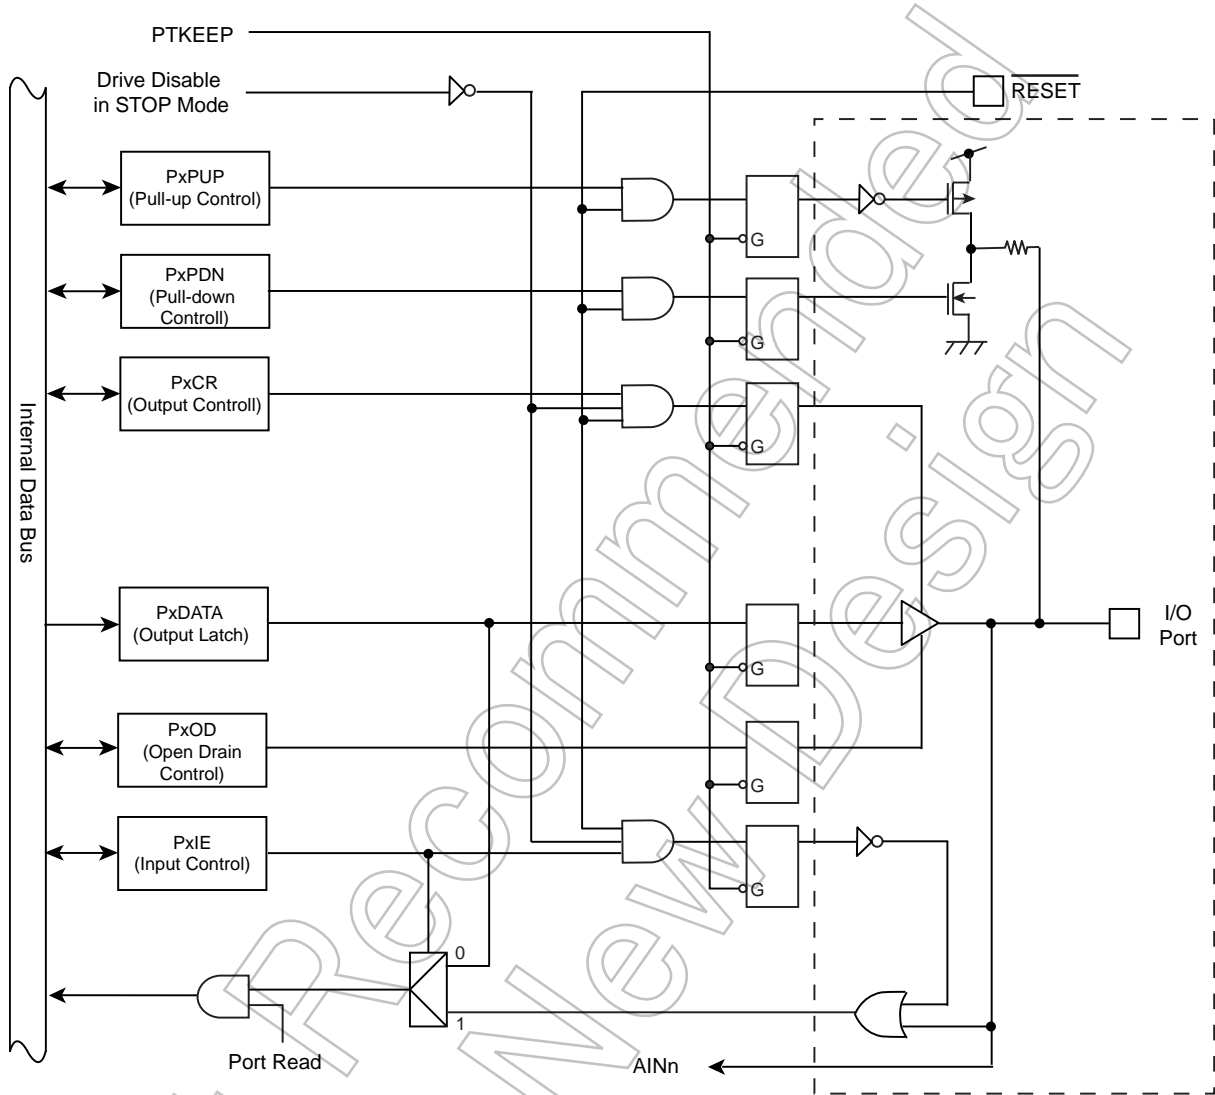 PTKEEP
Drive Disable
in STOP Mode
RESET
PxPUP
(Pull-up Control)
G
PxPDN
(Pull-down
Controll)
G
PxCR
(Output Controll)
G
Internal Data Bus
PxDATA
(Output Latch)
G
I/O
Port
PxOD
(Open Drain
Control)
G
PxIE
(Input Control)
G
0
1
Port Read
AINn
Recommended
New Design